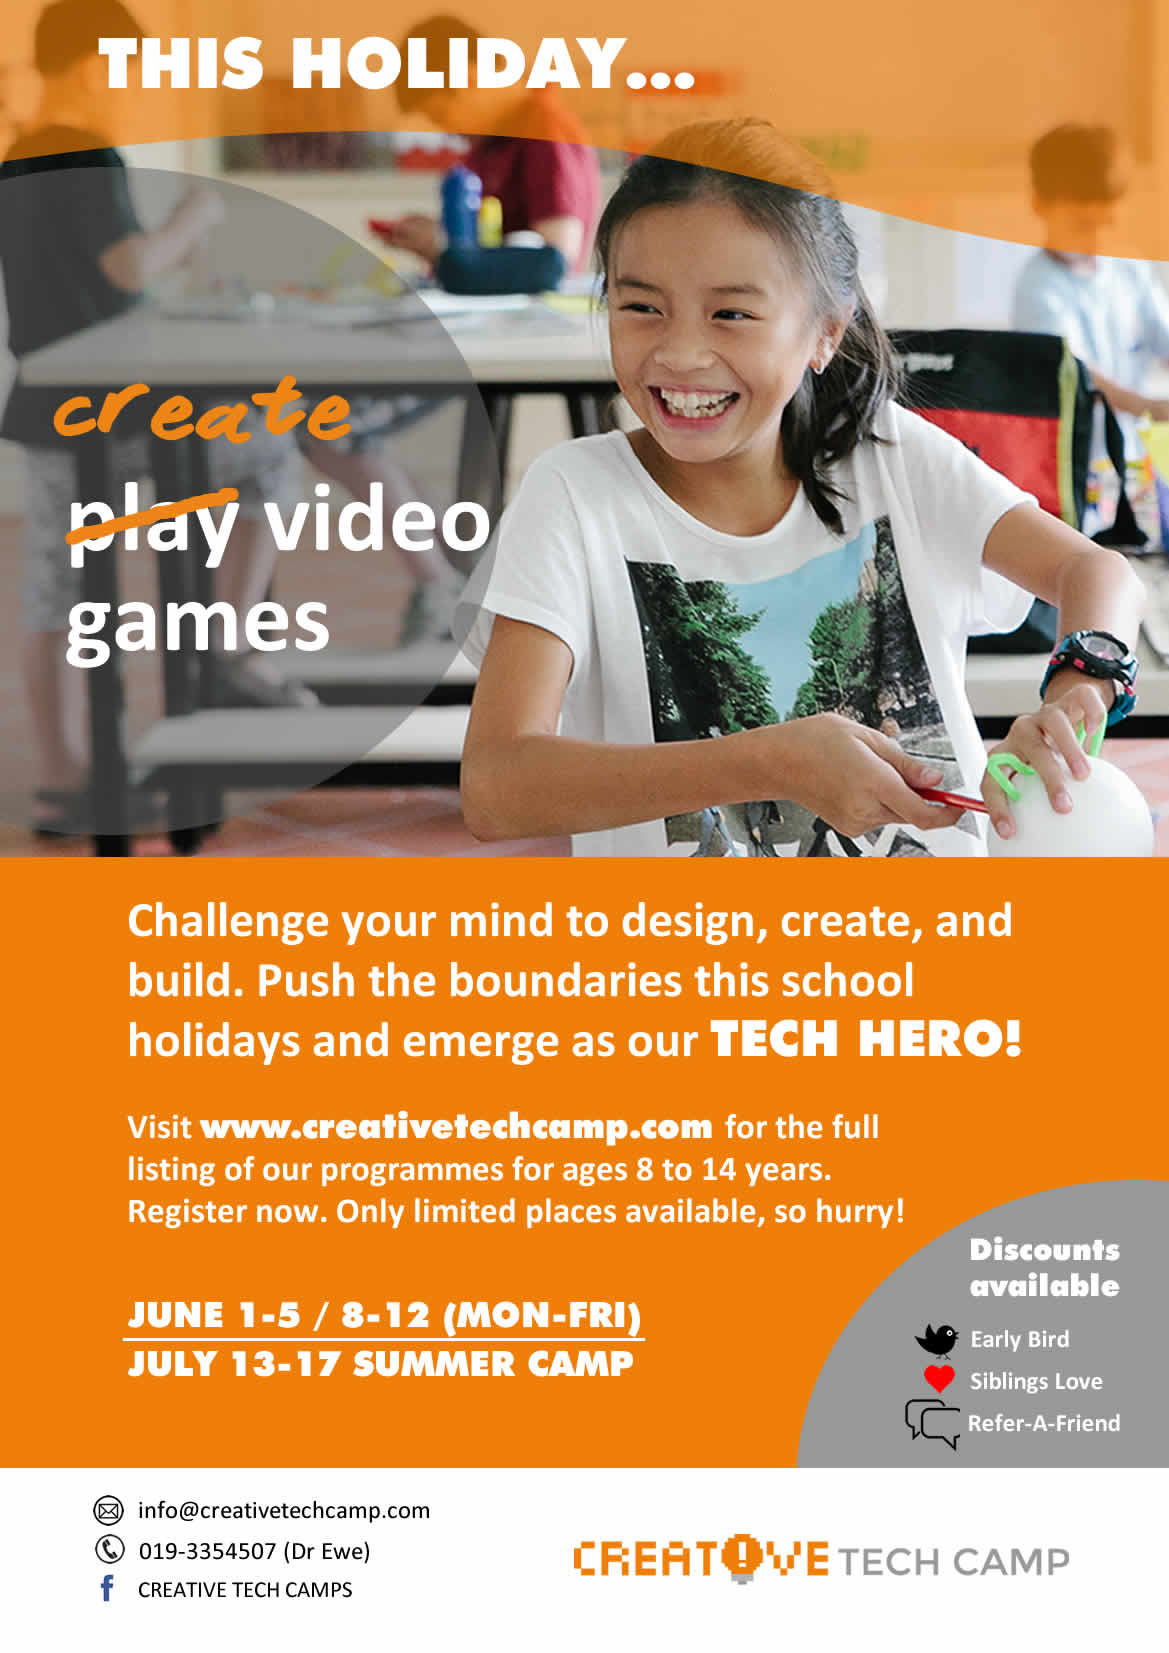 THIS HOLIDAY...
create
play video
games
Challenge your mind to design, create, and
build. Push the boundaries this school
holidays and emerge as our TECH HERO!
Visit www.creativetechcamp.com for the full
listing of our programmes for ages 8 to 14 years.
Register now. Only limited places available, so hurry!
JUNE 1-5 / 8-12 (MON-FRI)
JULY 13-17 SUMMER CAMP
Discounts
available
Early Bird
Siblings Love
Refer-A-Friend
info@creativetechcamp.com
019-3354507 (Dr Ewe)
CREATIVE TECH CAMPS
CREAT!VE TECH CAMP